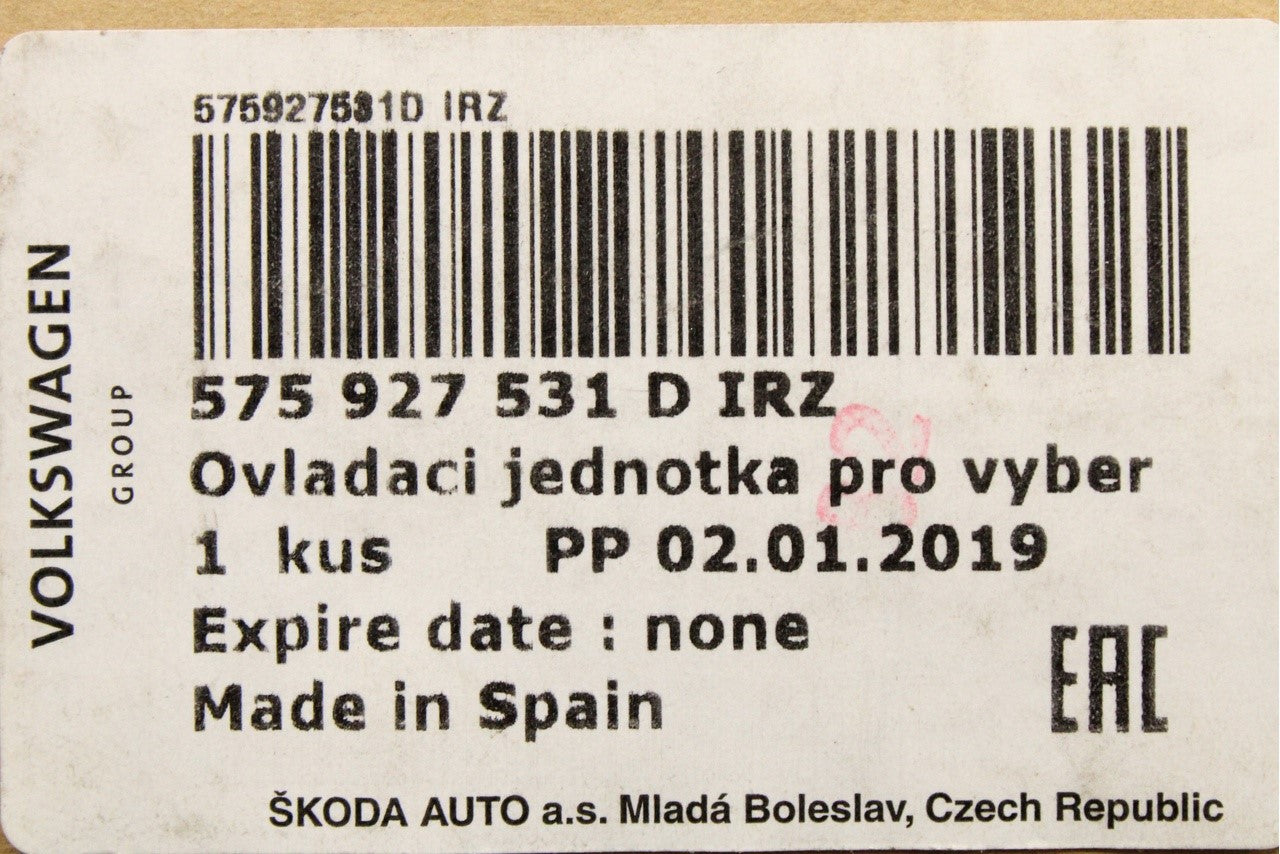 575927531D IRZ
575 927 531 D IRZ
Ovladaci jednotka pro vyber
1 kus PP 02.01.2019
Expire date : none
Made in Spain
EAC
ŠKODA AUTO a.s. Mladá Boleslav, Czech Republic
VOLKSWAGEN
GROUP